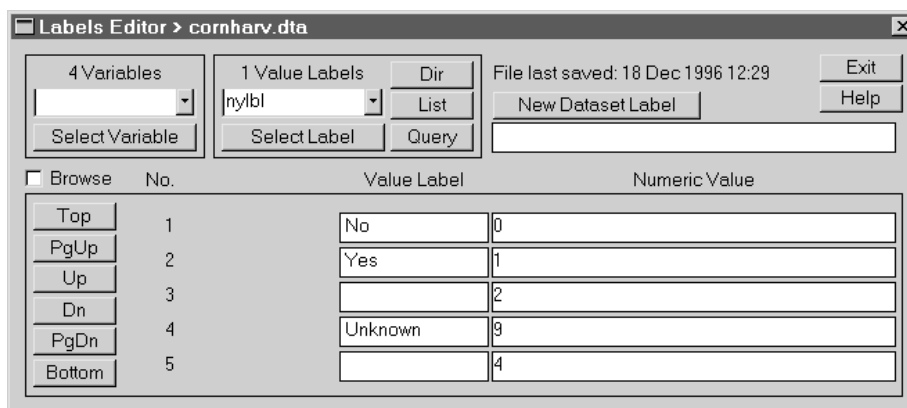 Labels Editor > cornharv.dta
4 Variables
Select Variable
1 Value Labels
nylbl
Select Label
Dir
List
Query
File last saved: 18 Dec 1996 12:29
New Dataset Label
Exit
Help
Browse No. Value Label Numeric Value
Top
PgUp
Up
Dn
PgDn
Bottom
1 No 0
2 Yes 1
3 2
4 Unknown 9
5 4